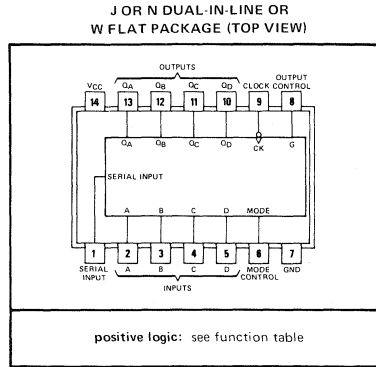 J OR N DUAL-IN-LINE OR
W FLAT PACKAGE (TOP VIEW)
OUTPUTS
VCC QA QB QC QD CLOCK OUTPUT CONTROL
14 13 12 11 10 9 8
QA QB QC QD CK G
SERIAL INPUT
A B C D MODE
1 2 3 4 5 6 7
SERIAL INPUT A B C D MODE CONTROL GND
INPUTS
positive logic: see function table